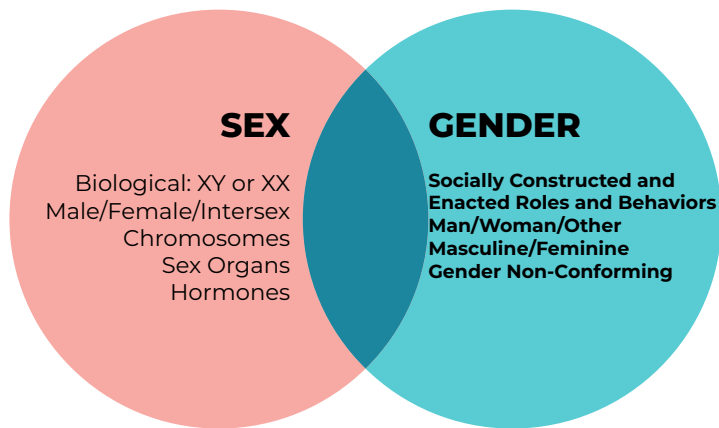 SEX
Biological: XY or XX
Male/Female/Intersex
Chromosomes
Sex Organs
Hormones
GENDER
Socially Constructed and
Enacted Roles and Behaviors
Man/Woman/Other
Masculine/Feminine
Gender Non-Conforming